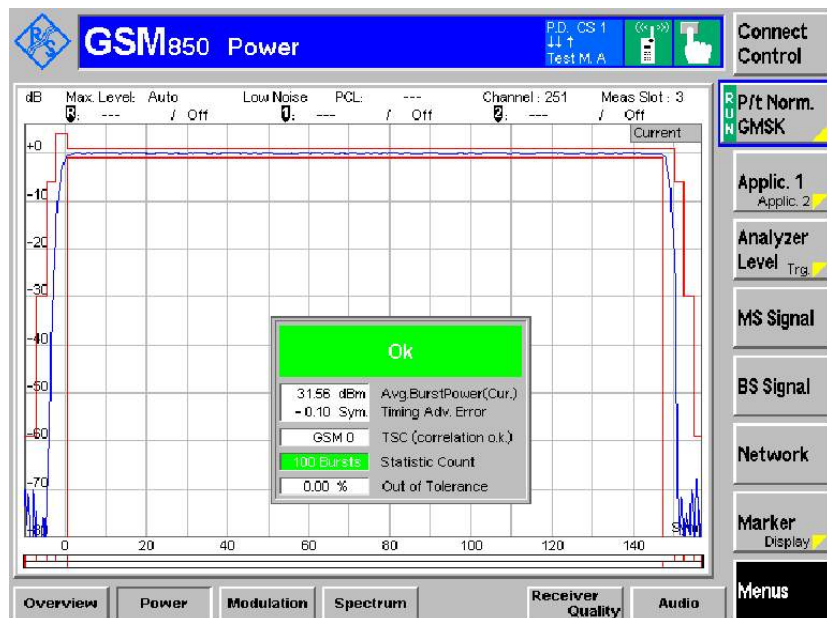 R&S
GSM850 Power
P.D. CS 1
Test M. A
Connect Control
dB Max. Level: Auto Low Noise PCL: --- Channel : 251 Meas Slot : 3
R: --- / Off 1: --- / Off 2: --- / Off
Current
RUN
P/t Norm. GMSK
Applic. 1
Applic. 2
Analyzer Level
Trg.
MS Signal
BS Signal
Network
Marker
Display
Menus
+0
-10
-20
-30
-40
-50
-60
-70
-80
Ok
31.56 dBm Avg.BurstPower(Cur.)
- 0.10 Sym. Timing Adv. Error
GSM 0 TSC (correlation o.k.)
100 Bursts Statistic Count
0.00 % Out of Tolerance
0 20 40 60 80 100 120 140
Overview Power Modulation Spectrum Receiver Quality Audio